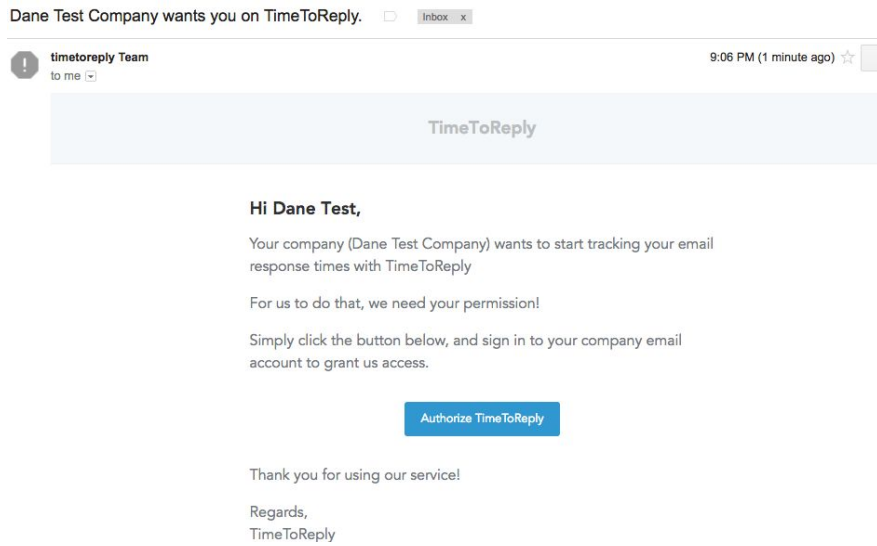 Dane Test Company wants you on TimeToReply.
Inbox x
timetoreply Team
9:06 PM (1 minute ago)
to me
TimeToReply
Hi Dane Test,
Your company (Dane Test Company) wants to start tracking your email
response times with TimeToReply
For us to do that, we need your permission!
Simply click the button below, and sign in to your company email
account to grant us access.
Authorize TimeToReply
Thank you for using our service!
Regards,
TimeToReply